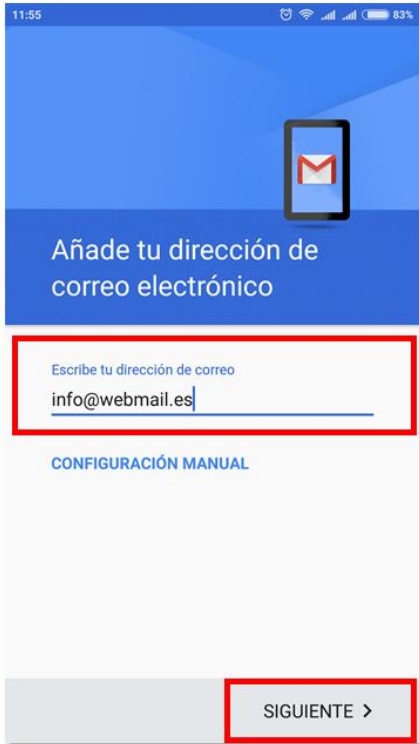 11:55 83%
Añade tu dirección de
correo electrónico
Escribe tu dirección de correo
info@webmail.es
CONFIGURACIÓN MANUAL
SIGUIENTE >